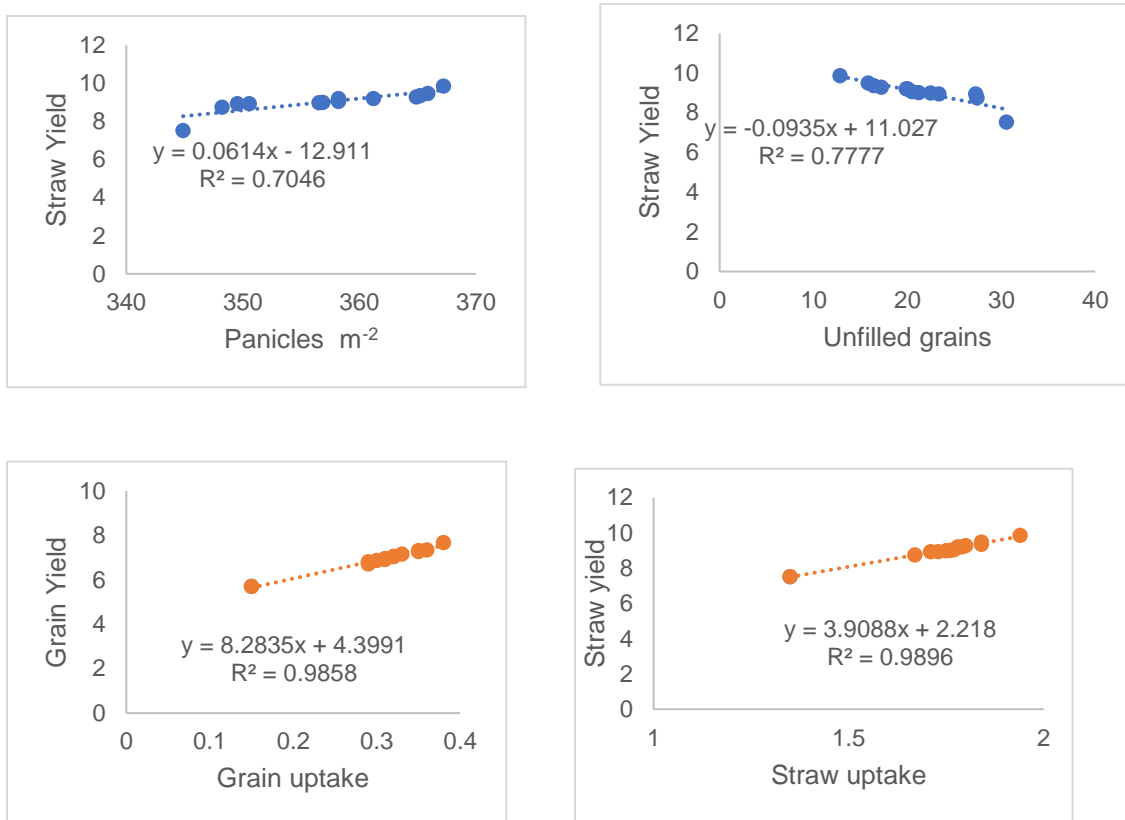 12
10
8
6
4
2
0
Straw Yield
y = 0.0614x - 12.911
R² = 0.7046
340 350 360 370
Panicles m-2
12
10
8
6
4
2
0
Straw Yield
y = -0.0935x + 11.027
R² = 0.7777
0 10 20 30 40
Unfilled grains
10
8
6
4
2
0
Grain Yield
y = 8.2835x + 4.3991
R² = 0.9858
0 0.1 0.2 0.3 0.4
Grain uptake
12
10
8
6
4
2
0
Straw yield
y = 3.9088x + 2.218
R² = 0.9896
1 1.5 2
Straw uptake